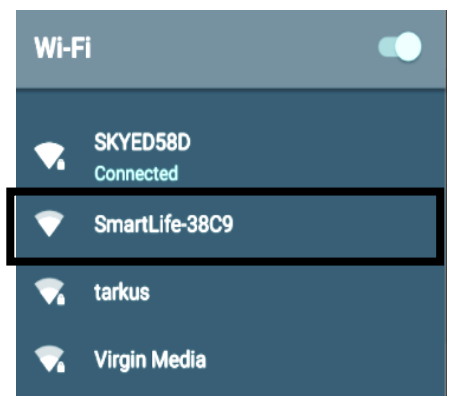 Wi-Fi
SKYED58D
Connected
SmartLife-38C9
tarkus
Virgin Media